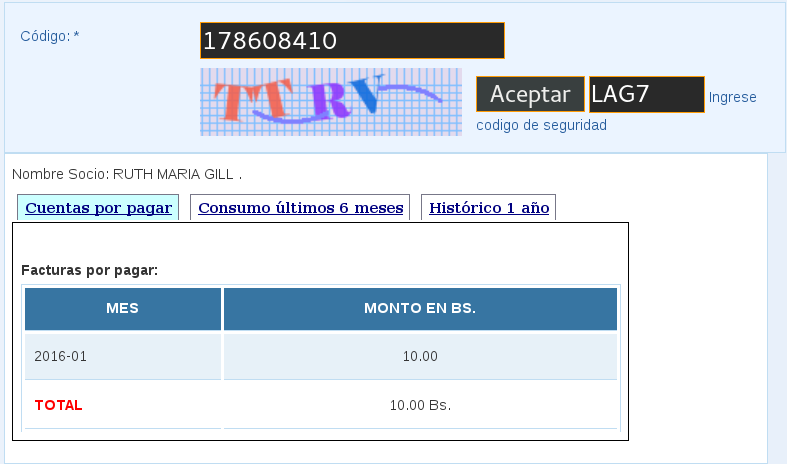 Código: *
178608410
TTRV
Aceptar LAG7 Ingrese
codigo de seguridad
Nombre Socio: RUTH MARIA GILL .
Cuentas por pagar Consumo últimos 6 meses Histórico 1 año
Facturas por pagar:
MES MONTO EN BS.
2016-01 10.00
TOTAL 10.00 Bs.